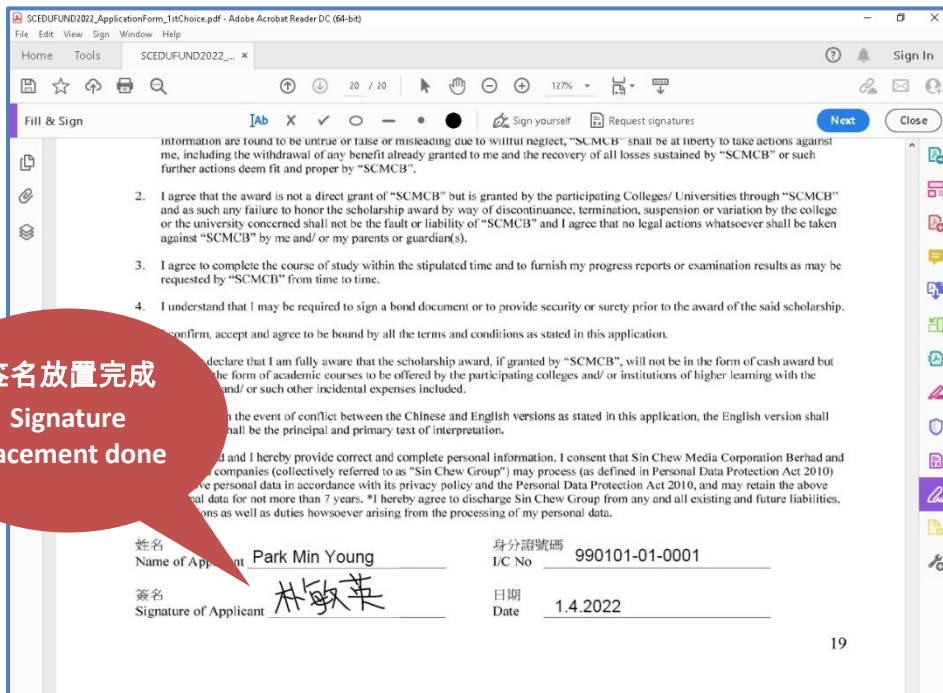 SCEDUFUND2022_ApplicationForm_1stChoice.pdf - Adobe Acrobat Reader DC (64-bit)
File Edit View Sign Window Help
Home Tools SCEDUFUND2022_... × Sign In
20 / 20 127%
Fill & Sign IAb X Sign yourself Request signatures Next Close
information are found to be untrue or false or misleading due to willful neglect, "SCMCB" shall be at liberty to take actions against
me, including the withdrawal of any benefit already granted to me and the recovery of all losses sustained by "SCMCB" or such
further actions deem fit and proper by "SCMCB".
2. I agree that the award is not a direct grant of "SCMCB" but is granted by the participating Colleges/ Universities through "SCMCB"
and as such any failure to honor the scholarship award by way of discontinuance, termination, suspension or variation by the college
or the university concerned shall not be the fault or liability of "SCMCB" and I agree that no legal actions whatsoever shall be taken
against "SCMCB" by me and/ or my parents or guardian(s).
3. I agree to complete the course of study within the stipulated time and to furnish my progress reports or examination results as may be
requested by "SCMCB" from time to time.
4. I understand that I may be required to sign a bond document or to provide security or surety prior to the award of the said scholarship.
confirm, accept and agree to be bound by all the terms and conditions as stated in this application.
declare that I am fully aware that the scholarship award, if granted by "SCMCB", will not be in the form of cash award but
the form of academic courses to be offered by the participating colleges and/ or institutions of higher learning with the
and/ or such other incidental expenses included.
the event of conflict between the Chinese and English versions as stated in this application, the English version shall
hall be the principal and primary text of interpretation.
and I hereby provide correct and complete personal information. I consent that Sin Chew Media Corporation Berhad and
companies (collectively referred to as "Sin Chew Group") may process (as defined in Personal Data Protection Act 2010)
personal data in accordance with its privacy policy and the Personal Data Protection Act 2010, and may retain the above
nal data for not more than 7 years. *I hereby agree to discharge Sin Chew Group from any and all existing and future liabilities,
ons as well as duties howsoever arising from the processing of my personal data.
签名放置完成
Signature
acement done
姓名
Name of Applicant Park Min Young
身分證號碼
I/C No 990101-01-0001
簽名
Signature of Applicant 朴敏英
日期
Date 1.4.2022
19